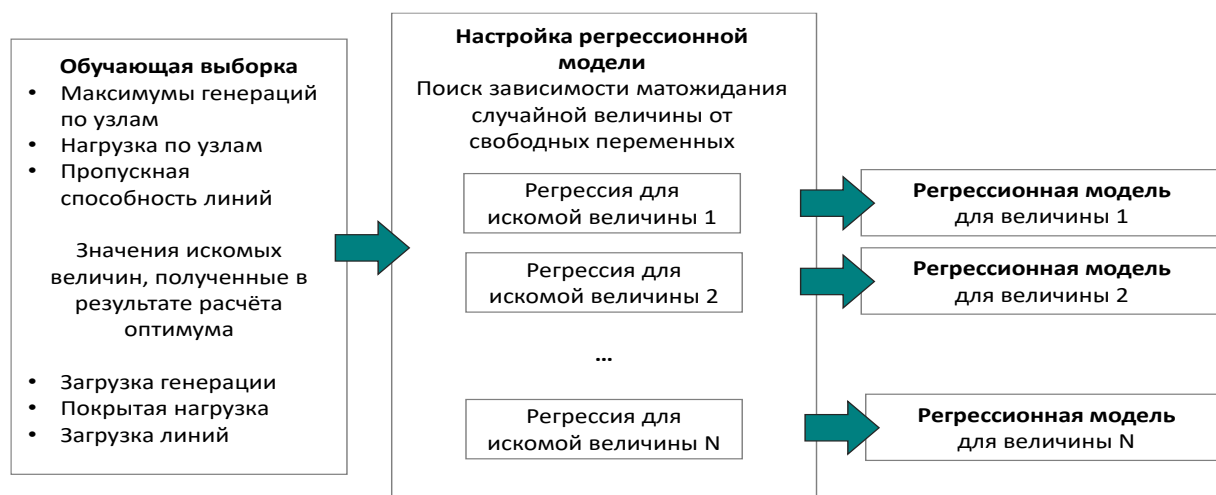 Обучающая выборка
• Максимумы генераций
по узлам
• Нагрузка по узлам
• Пропускная
способность линий
Значения искомых
величин, полученные в
результате расчёта
оптимума
• Загрузка генерации
• Покрытая нагрузка
• Загрузка линий
Настройка регрессионной
модели
Поиск зависимости матожидания
случайной величины от
свободных переменных
Регрессия для
искомой величины 1
Регрессия для
искомой величины 2
...
Регрессия для
искомой величины N
Регрессионная модель
для величины 1
Регрессионная модель
для величины 2
Регрессионная модель
для величины N